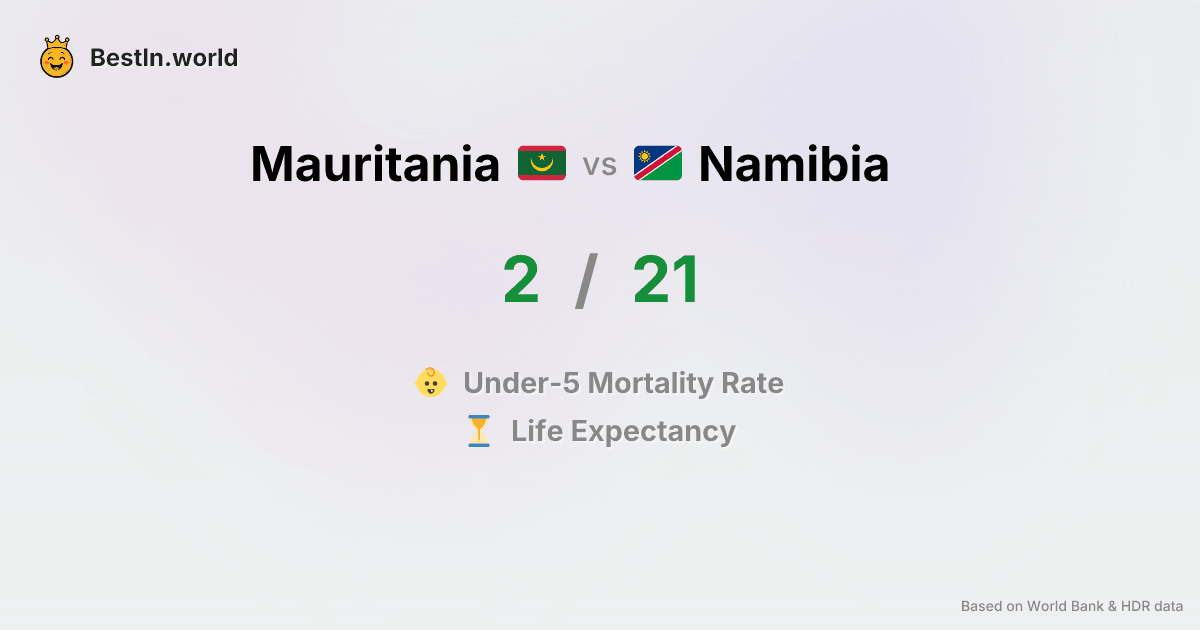 BestIn.world
Mauritania vs Namibia
2 / 21
Under-5 Mortality Rate
Life Expectancy
Based on World Bank & HDR data